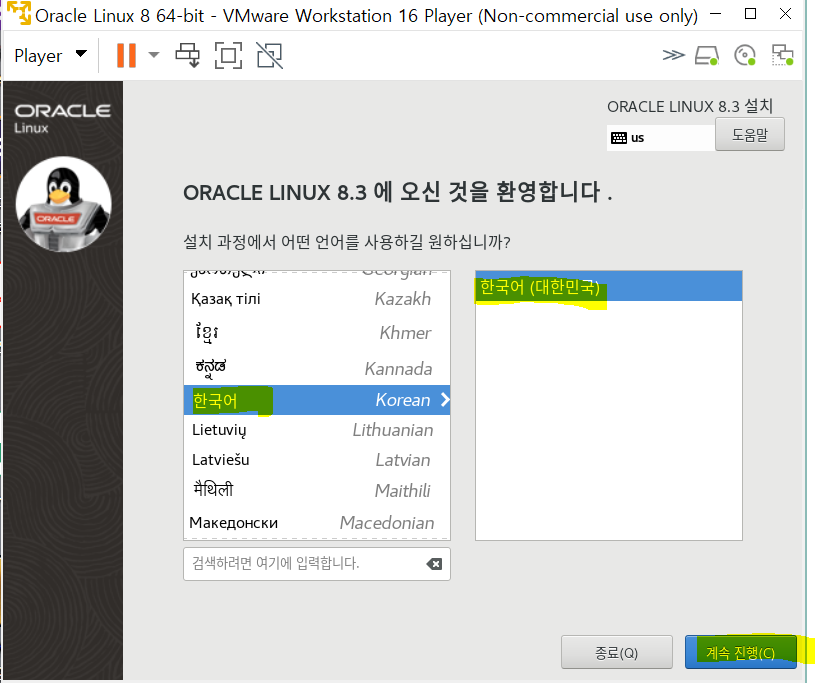 Oracle Linux 8 64-bit - VMware Workstation 16 Player (Non-commercial use only)
Player
ORACLE
Linux
ORACLE
ORACLE LINUX 8.3 설치
us
도움말
ORACLE LINUX 8.3 에 오신 것을 환영합니다 .
설치 과정에서 어떤 언어를 사용하길 원하십니까?
Georgian
Қазақ тілі Kazakh
ខ្មែរ Khmer
ಕನ್ನಡ Kannada
한국어 Korean
Lietuvių Lithuanian
Latviešu Latvian
मैथिली Maithili
Македонски Macedonian
한국어 (대한민국)
검색하려면 여기에 입력합니다.
종료(Q)
계속 진행(C)